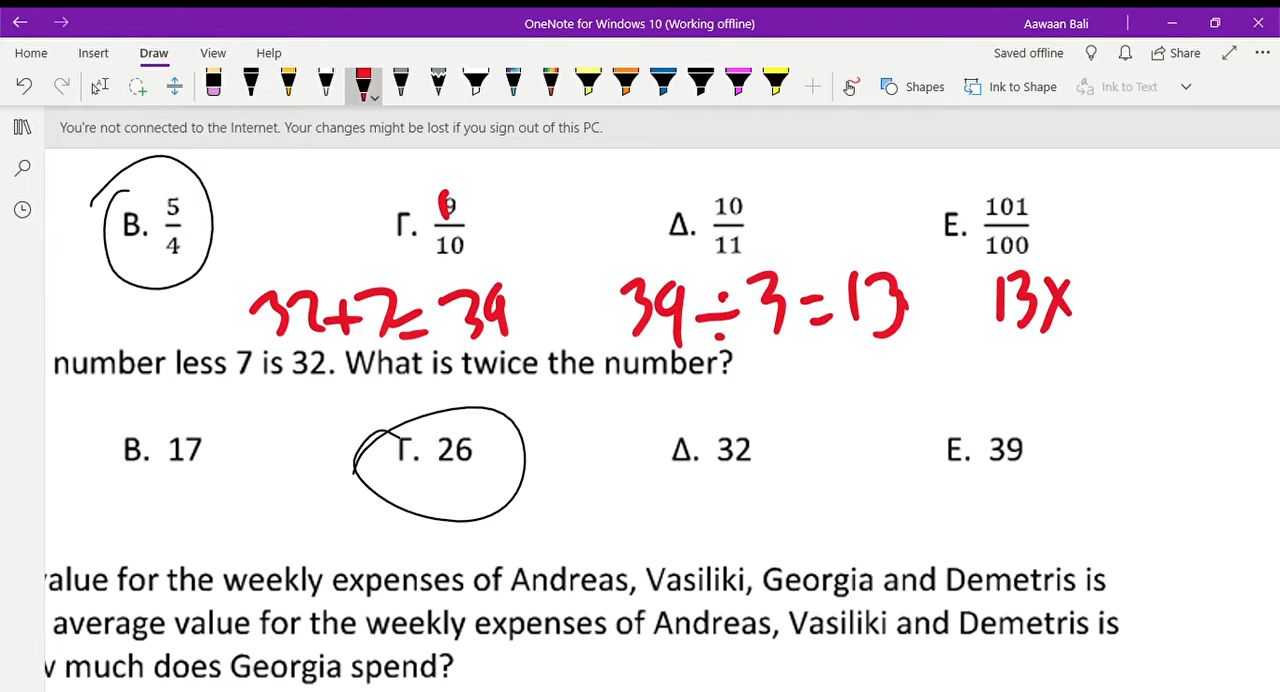 OneNote for Windows 10 (Working offline)
Aawaan Bali
Home Insert Draw View Help
Saved offline
Share
Shapes
Ink to Shape
Ink to Text
You're not connected to the Internet. Your changes might be lost if you sign out of this PC.
B. 5/4 Γ. 9/10 Δ. 10/11 E. 101/100
32+7=39 39÷3=13 13x
number less 7 is 32. What is twice the number?
B. 17 Γ. 26 Δ. 32 E. 39
value for the weekly expenses of Andreas, Vasiliki, Georgia and Demetris is
average value for the weekly expenses of Andreas, Vasiliki and Demetris is
much does Georgia spend?